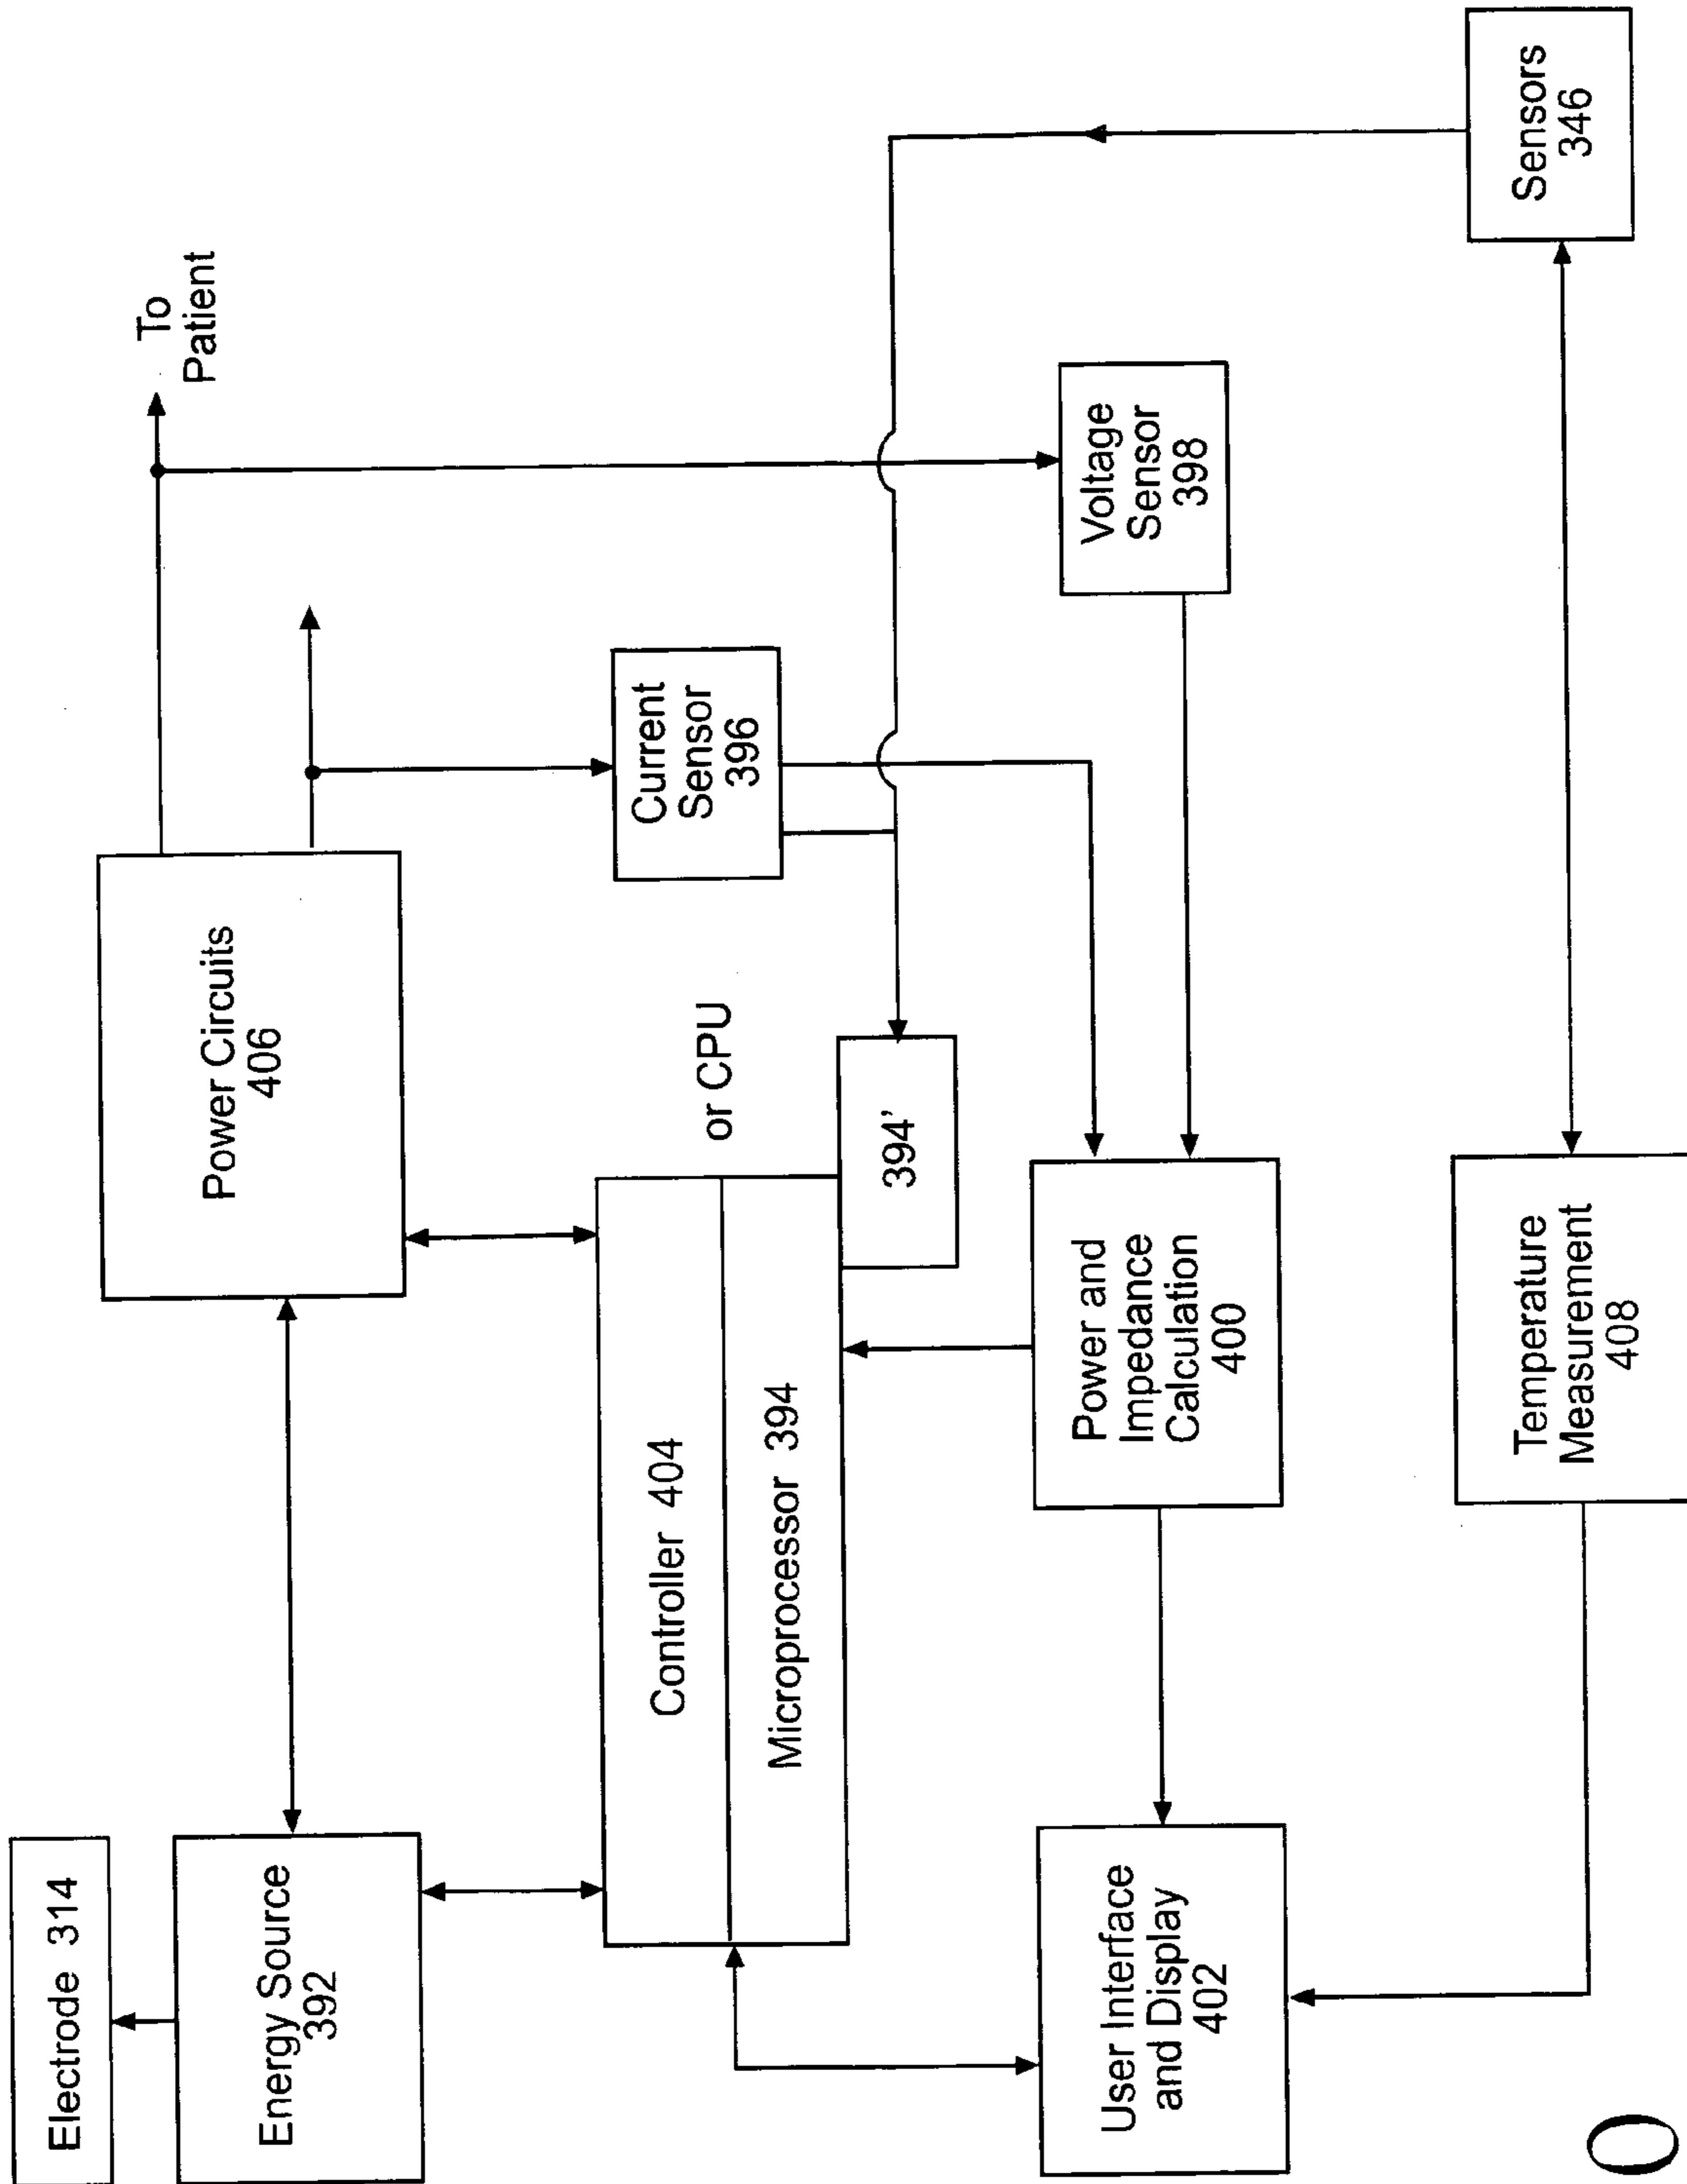 Electrode 314
Energy Source
392
Power Circuits
406
To
Patient
Controller 404
Microprocessor 394
or CPU
394'
Current
Sensor
396
Voltage
Sensor
398
User Interface
and Display
402
Power and
Impedance
Calculation
400
Temperature
Measurement
408
Sensors
346